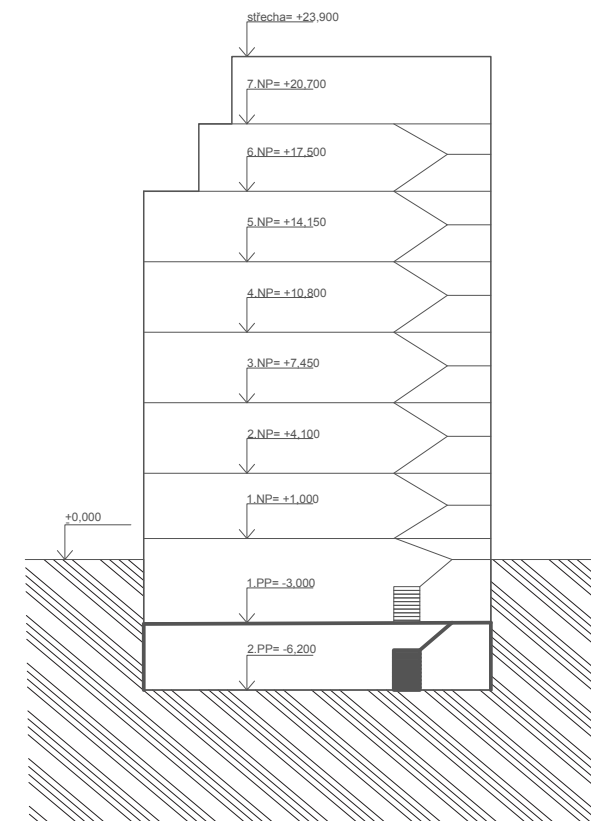 střecha= +23,900
7.NP= +20,700
6.NP= +17,500
5.NP= +14,150
4.NP= +10,800
3.NP= +7,450
2.NP= +4,100
1.NP= +1,000
+0,000
1.PP= -3,000
2.PP= -6,200